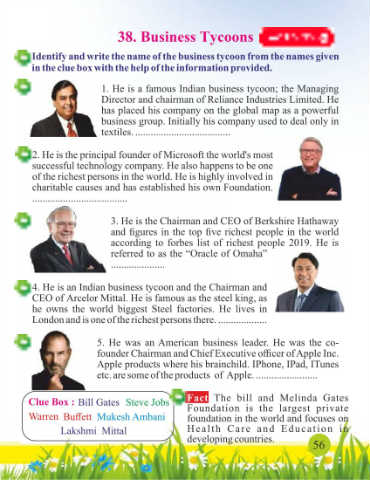 38. Business Tycoons
Identify and write the name of the business tycoon from the names given
in the clue box with the help of the information provided.
1. He is a famous Indian business tycoon; the Managing
Director and chairman of Reliance Industries Limited. He
has placed his company on the global map as a powerful
business group. Initially his company used to deal only in
textiles. ....................................
2. He is the principal founder of Microsoft the world's most
successful technology company. He also happens to be one
of the richest persons in the world. He is highly involved in
charitable causes and has established his own Foundation.
....................................
3. He is the Chairman and CEO of Berkshire Hathaway
and figures in the top five richest people in the world
according to forbes list of richest people 2019. He is
referred to as the “Oracle of Omaha”
.....................
4. He is an Indian business tycoon and the Chairman and
CEO of Arcelor Mittal. He is famous as the steel king, as
he owns the world biggest Steel factories. He lives in
London and is one of the richest persons there. ...................
5. He was an American business leader. He was the co-
founder Chairman and Chief Executive officer of Apple Inc.
Apple products where his brainchild. IPhone, IPad, ITunes
etc. are some of the products of Apple. ........................
Clue Box : Bill Gates Steve Jobs
Warren Buffett Mukesh Ambani
Lakshmi Mittal
Fact The bill and Melinda Gates
Foundation is the largest private
foundation in the world and focuses on
Health Care and Education in
developing countries.
56